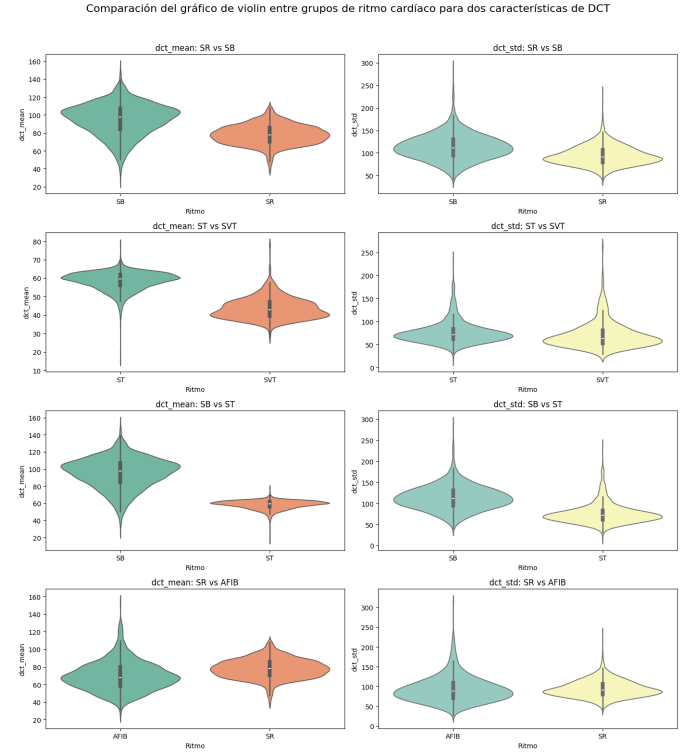 Comparación del gráfico de violin entre grupos de ritmo cardíaco para dos características de DCT
dct_mean: SR vs SB
dct_mean
160
140
120
100
80
60
40
20
SB
SR
Ritmo
dct_std: SR vs SB
dct_std
300
250
200
150
100
50
SB
SR
Ritmo
dct_mean: ST vs SVT
dct_mean
80
70
60
50
40
30
20
10
ST
SVT
Ritmo
dct_std: ST vs SVT
dct_std
250
200
150
100
50
0
ST
SVT
Ritmo
dct_mean: SB vs ST
dct_mean
160
140
120
100
80
60
40
20
SB
ST
Ritmo
dct_std: SB vs ST
dct_std
300
250
200
150
100
50
0
SB
ST
Ritmo
dct_mean: SR vs AFIB
dct_mean
160
140
120
100
80
60
40
20
AFIB
SR
Ritmo
dct_std: SR vs AFIB
dct_std
300
250
200
150
100
50
0
AFIB
SR
Ritmo